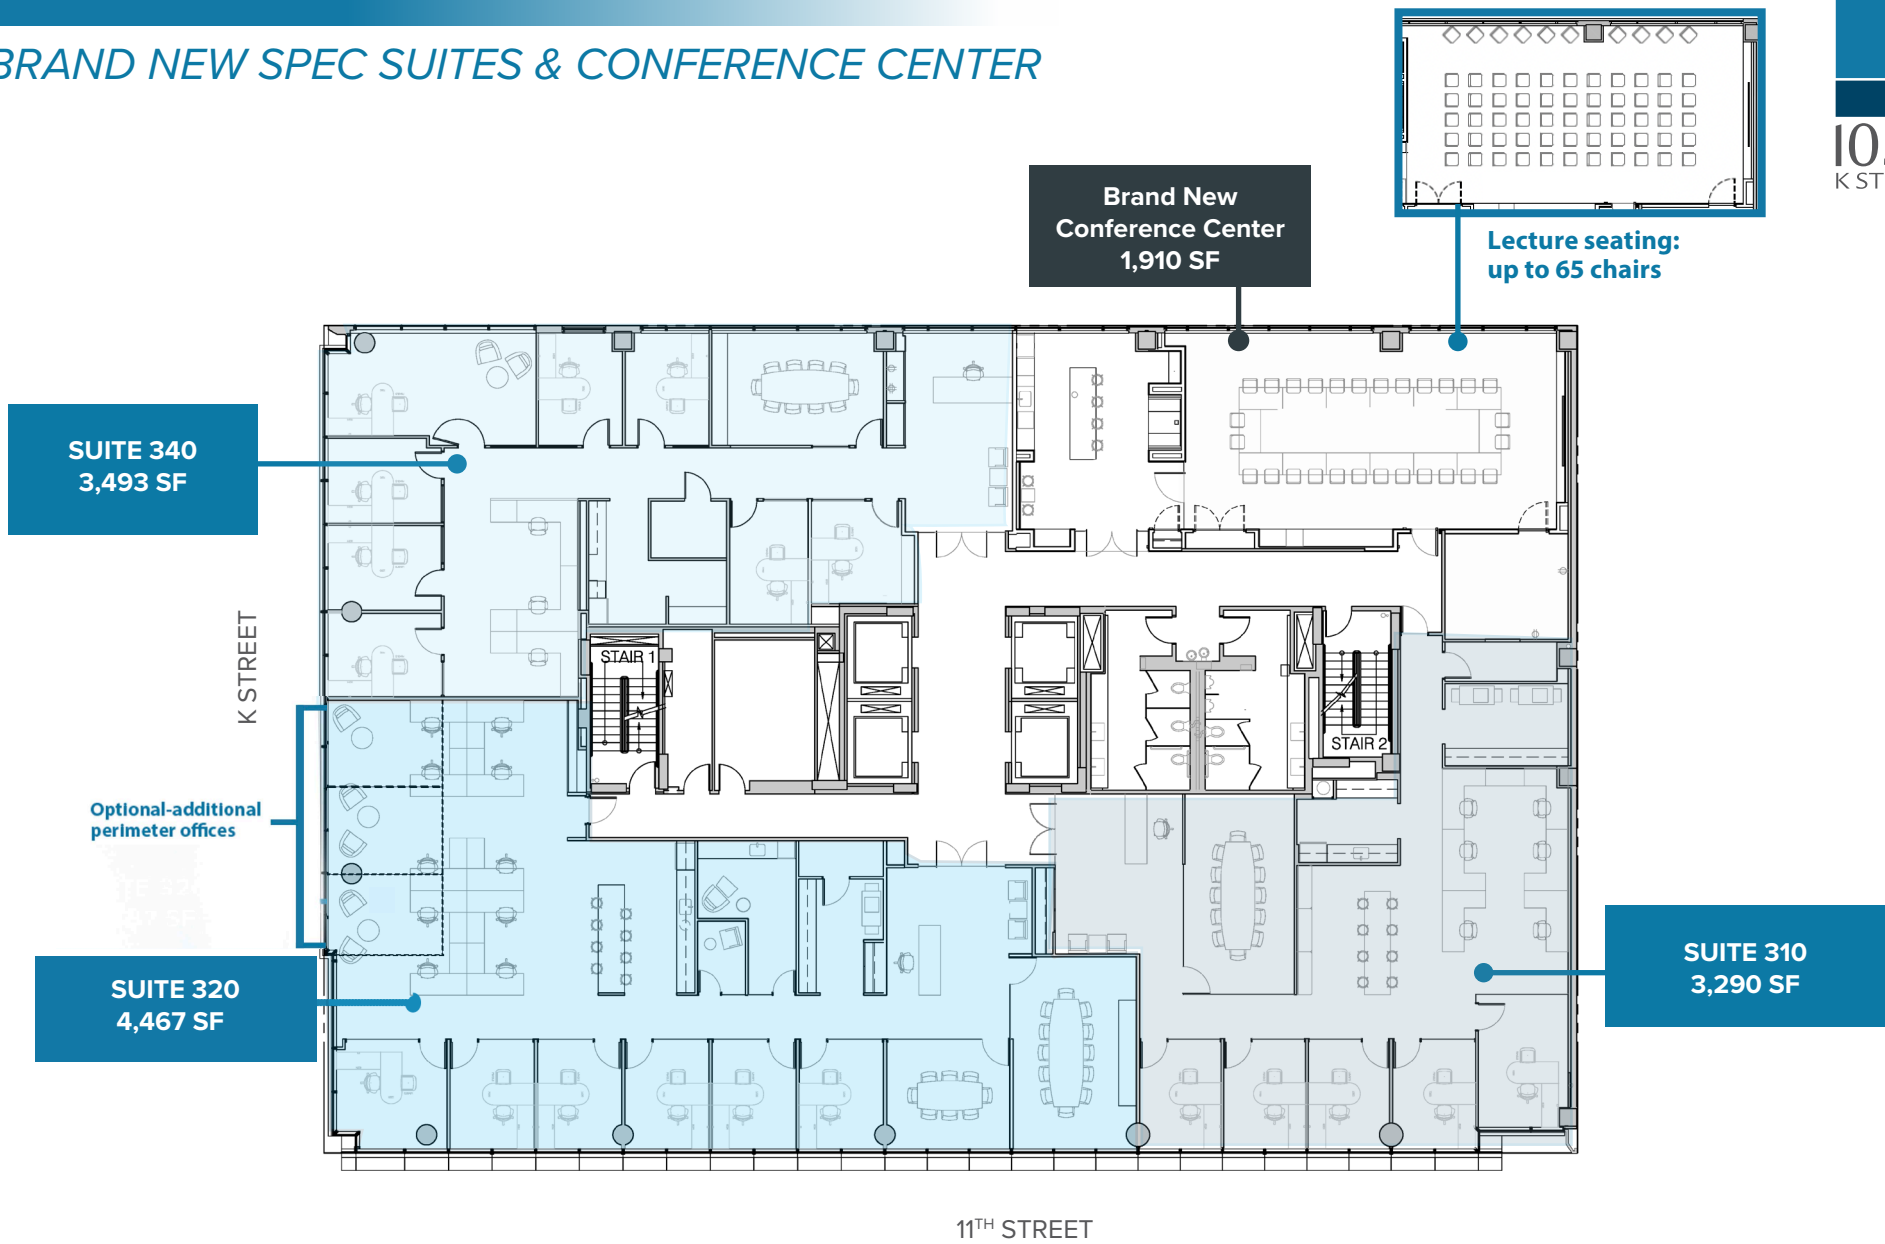 BRAND NEW SPEC SUITES & CONFERENCE CENTER
K ST
Brand New
Conference Center
1,910 SF
Lecture seating:
up to 65 chairs
SUITE 340
3,493 SF
K STREET
STAIR 1
STAIR 2
Optional-additional
perimeter offices
SUITE 320
4,467 SF
SUITE 310
3,290 SF
11TH STREET